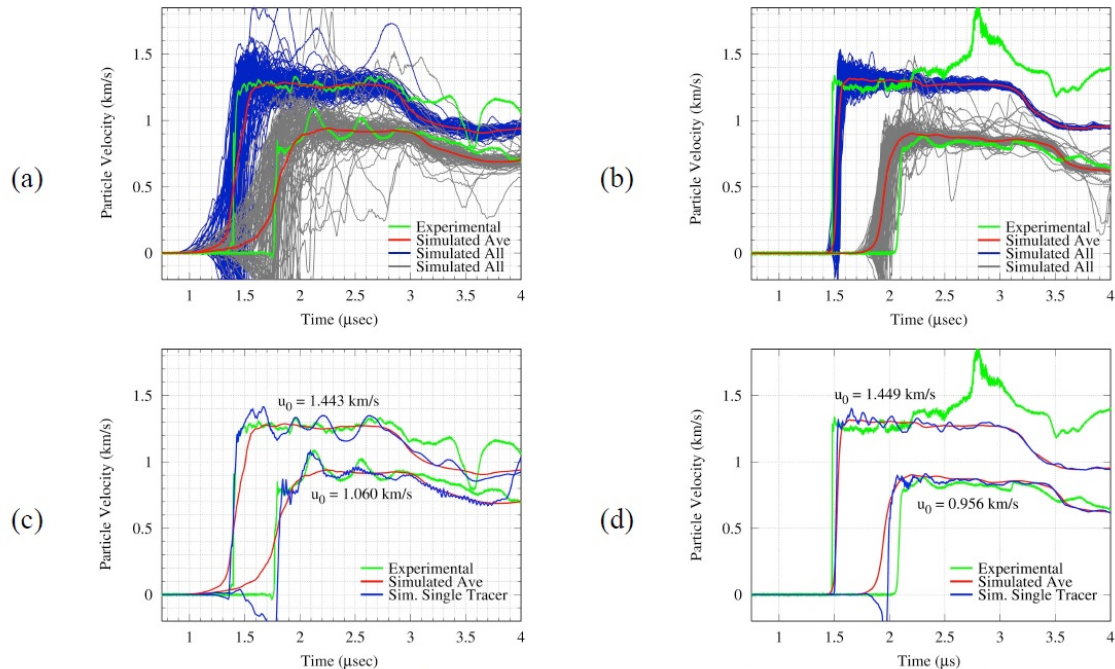 (a)
Particle Velocity (km/s)
1.5
1
0.5
0
Experimental
Simulated Ave
Simulated All
Simulated All
1 1.5 2 2.5 3 3.5 4
Time (μsec)
(b)
Particle Velocity (km/s)
1.5
1
0.5
0
Experimental
Simulated Ave
Simulated All
Simulated All
1 1.5 2 2.5 3 3.5 4
Time (μsec)
(c)
Particle Velocity (km/s)
1.5
1
0.5
0
u0 = 1.443 km/s
u0 = 1.060 km/s
Experimental
Simulated Ave
Sim. Single Tracer
1 1.5 2 2.5 3 3.5 4
Time (μsec)
(d)
Particle Velocity (km/s)
1.5
1
0.5
0
u0 = 1.449 km/s
u0 = 0.956 km/s
Experimental
Simulated Ave
Sim. Single Tracer
1 1.5 2 2.5 3 3.5 4
Time (μs)